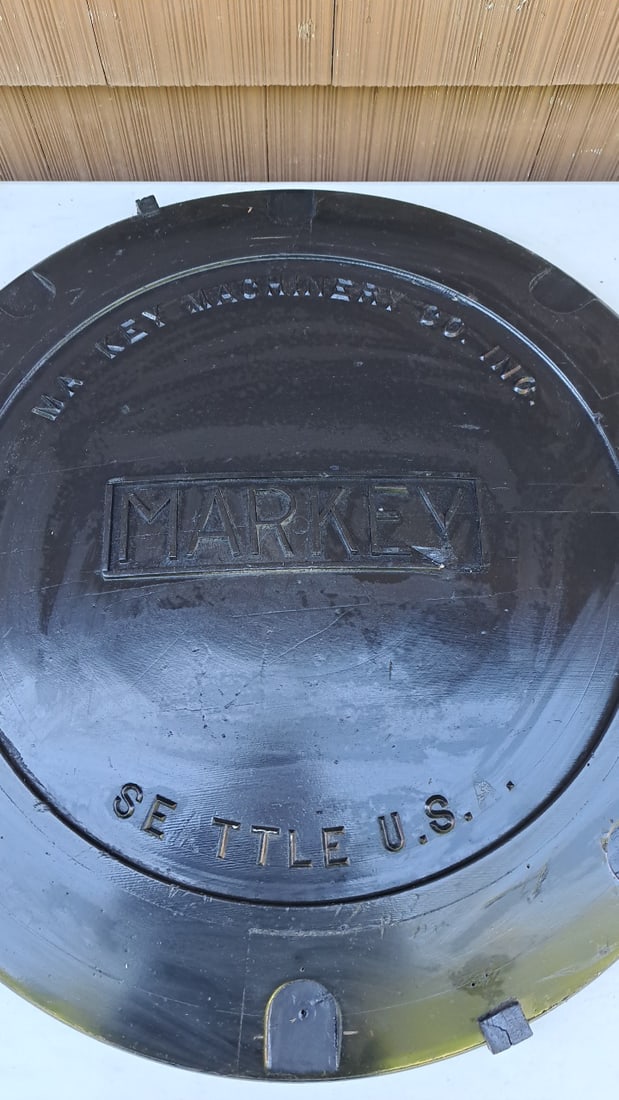 MA KEY MACHINERY CO. INC.
MARKEY
SE TTLE U.S. .